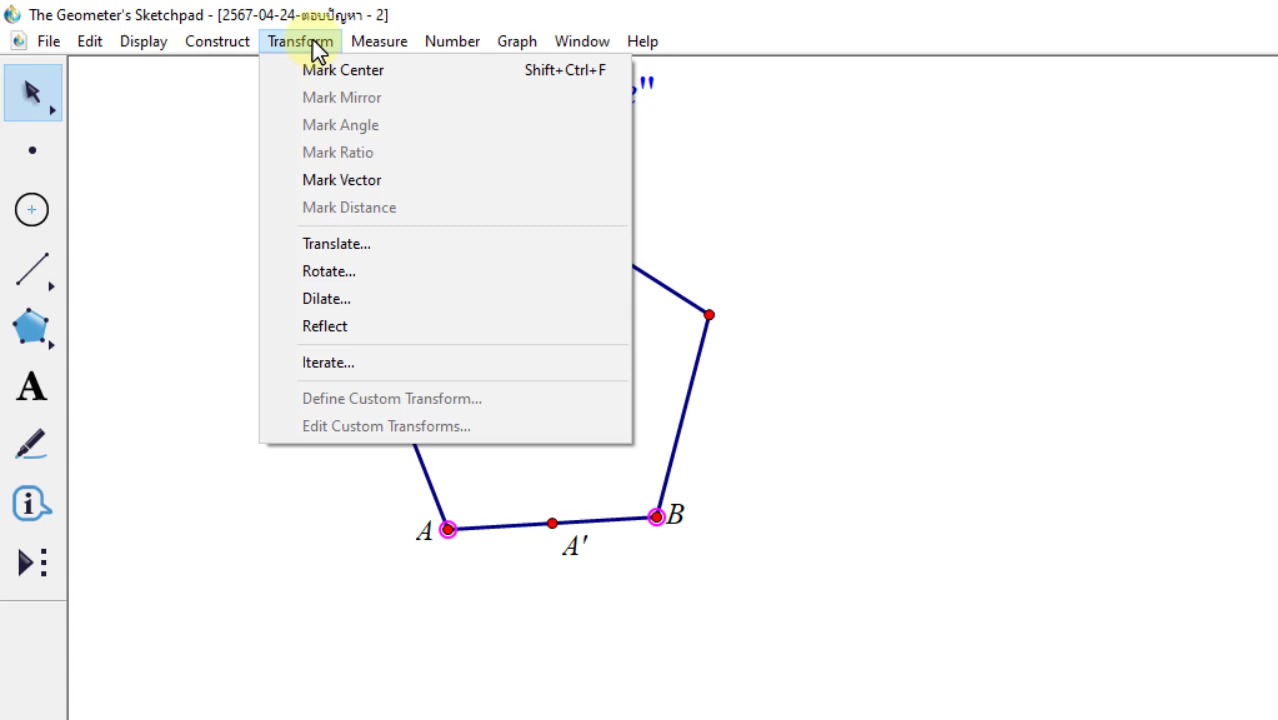 The Geometer's Sketchpad - [2567-04-24-ตอบปัญหา - 2]
File Edit Display Construct Transform Measure Number Graph Window Help
Mark Center Shift+Ctrl+F
Mark Mirror
Mark Angle
Mark Ratio
Mark Vector
Mark Distance
Translate...
Rotate...
Dilate...
Reflect
Iterate...
Define Custom Transform...
Edit Custom Transforms...
A
B
A'
A